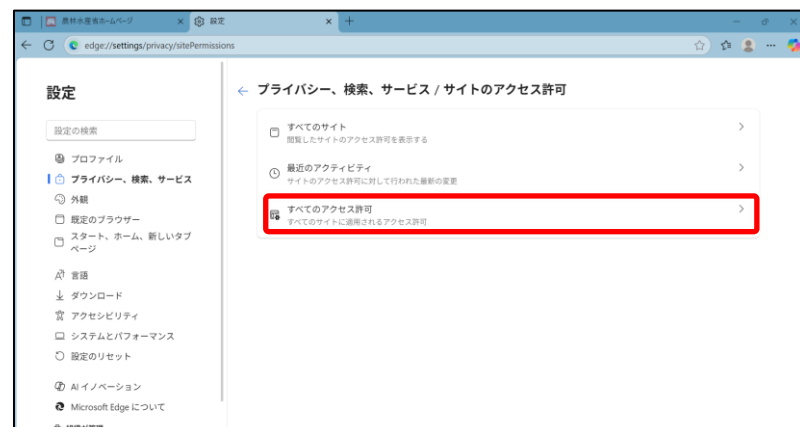 農林水産省ホームページ
設定
edge://settings/privacy/sitePermissions
設定
設定の検索
プロファイル
プライバシー、検索、サービス
外観
既定のブラウザー
スタート、ホーム、新しいタブ
ページ
言語
ダウンロード
アクセシビリティ
システムとパフォーマンス
設定のリセット
AI イノベーション
Microsoft Edge について
プライバシー、検索、サービス / サイトのアクセス許可
すべてのサイト
閲覧したサイトのアクセス許可を表示する
最近のアクティビティ
サイトのアクセス許可に対して行われた最新の変更
すべてのアクセス許可
すべてのサイトに適用されるアクセス許可